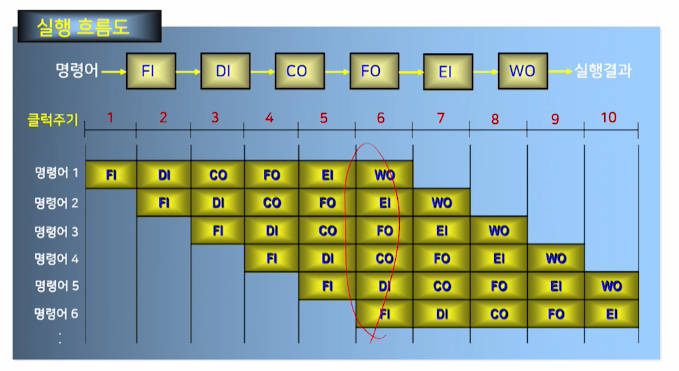 실행 흐름도
명령어 FI DI CO FO EI WO 실행결과
클럭주기 1 2 3 4 5 6 7 8 9 10
명령어 1 FI DI CO FO EI WO
명령어 2 FI DI CO FO EI WO
명령어 3 FI DI CO FO EI WO
명령어 4 FI DI CO FO EI WO
명령어 5 FI DI CO FO EI WO
명령어 6 FI DI CO FO EI
: